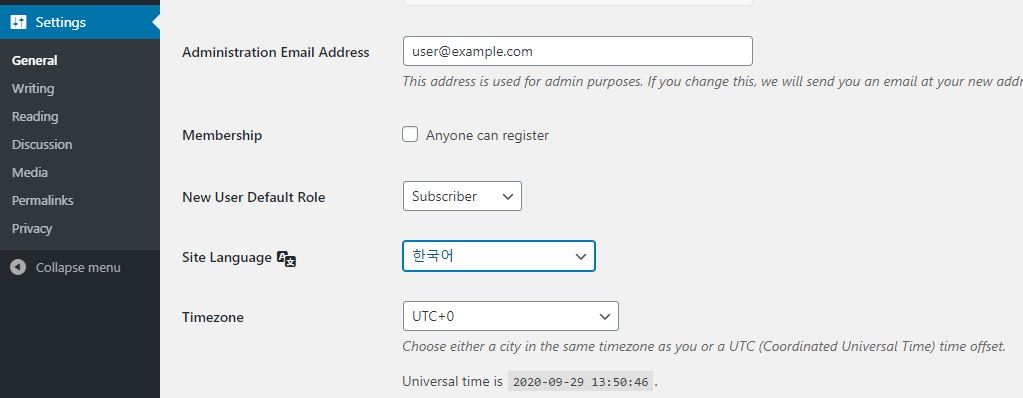 Settings
General
Writing
Reading
Discussion
Media
Permalinks
Privacy
Collapse menu
Administration Email Address
user@example.com
This address is used for admin purposes. If you change this, we will send you an email at your new addr
Membership
Anyone can register
New User Default Role
Subscriber
Site Language
한국어
Timezone
UTC+0
Choose either a city in the same timezone as you or a UTC (Coordinated Universal Time) time offset.
Universal time is 2020-09-29 13:50:46 .